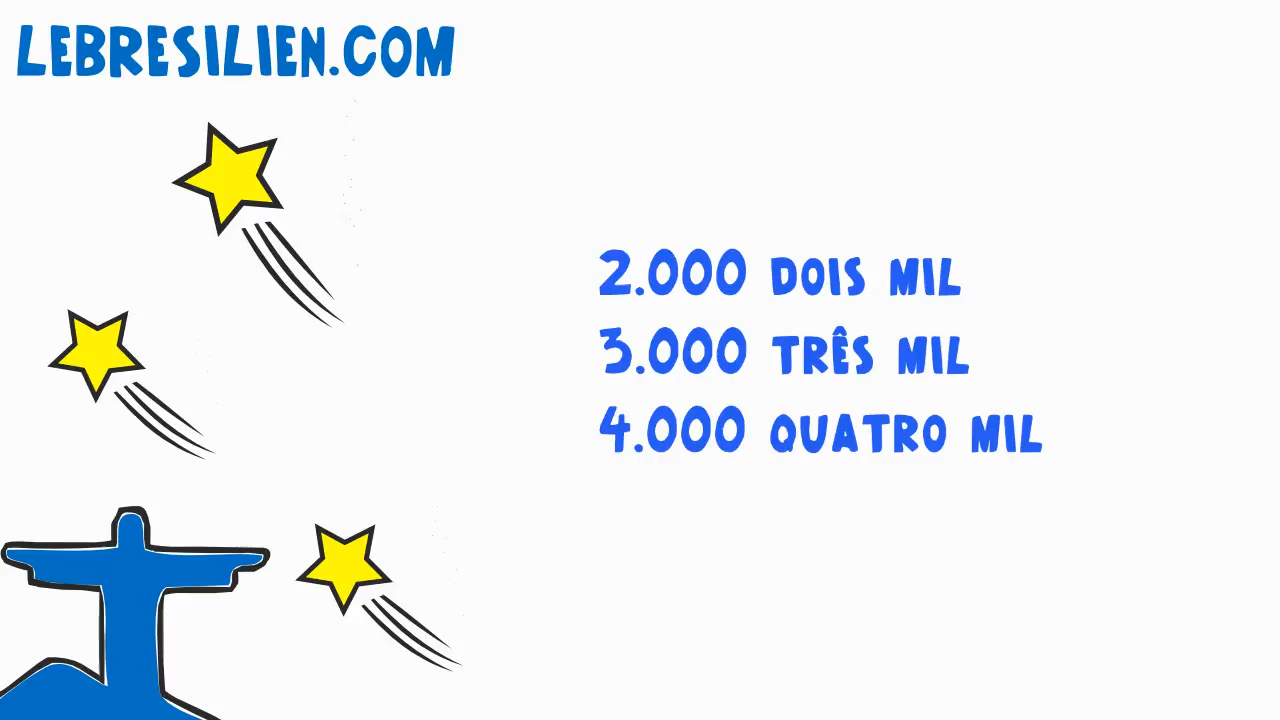 LEBRESILIEN.COM
2.000 DOIS MIL
3.000 TRÊS MIL
4.000 QUATRO MIL